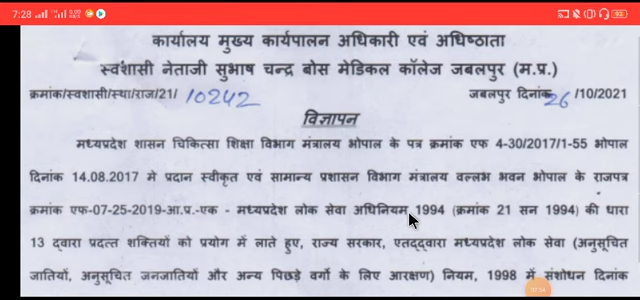 7:28
कार्यालय मुख्य कार्यपालन अधिकारी एवं अधिष्ठाता
स्वशासी नेताजी सुभाष चन्द्र बोस मेडिकल कॉलेज जबलपुर (म.प्र.)
क्रमांक/स्वशासी/स्था/राज/21/ 10242 जबलपुर दिनांक 26 /10/2021
विज्ञापन
मध्यप्रदेश शासन चिकित्सा शिक्षा विभाग मंत्रालय भोपाल के पत्र क्रमांक एफ 4-30/2017/1-55 भोपाल
दिनांक 14.08.2017 मे प्रदान स्वीकृत एवं सामान्य प्रशासन विभाग मंत्रालय वल्लभ भवन भोपाल के राजपत्र
क्रमांक एफ-07-25-2019-आ.प्र.-एक - मध्यप्रदेश लोक सेवा अधिनियम 1994 (क्रमांक 21 सन 1994) की धारा
13 द्वारा प्रदत्त शक्तियों को प्रयोग में लाते हुए, राज्य सरकार, एतद्द्वारा मध्यप्रदेश लोक सेवा (अनुसूचित
जातियों, अनुसूचित जनजातियों और अन्य पिछड़े वर्गो के लिए आरक्षण) नियम, 1998 में संशोधन दिनांक